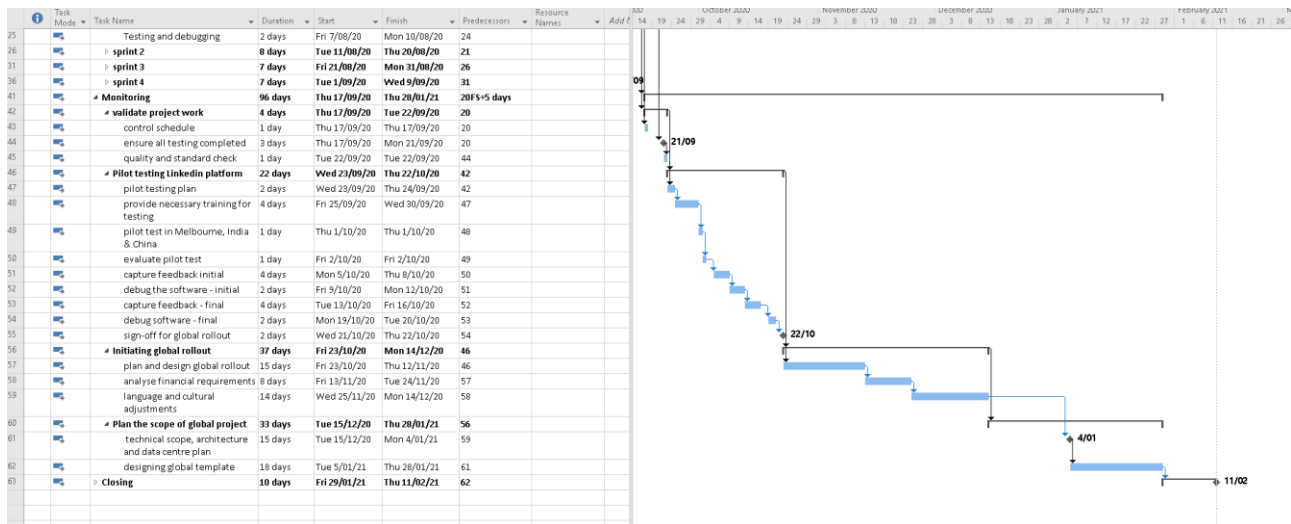 Task Mode Task Name Duration Start Finish Predecessors Resource Names Add
October 2020 November 2020 December 2020 January 2021 February 2021
14 19 24 29 4 9 14 19 24 29 3 8 13 18 23 28 3 8 13 18 23 28 2 7 12 17 22 27 1 6 11 16 21 26
25 Testing and debugging 2 days Fri 7/08/20 Mon 10/08/20 24
26 sprint 2 8 days Tue 11/08/20 Thu 20/08/20 21
31 sprint 3 7 days Fri 21/08/20 Mon 31/08/20 26
36 sprint 4 7 days Tue 1/09/20 Wed 9/09/20 31
09
41 Monitoring 96 days Thu 17/09/20 Thu 28/01/21 20FS+5 days
42 validate project work 4 days Thu 17/09/20 Tue 22/09/20 20
43 control schedule 1 day Thu 17/09/20 Thu 17/09/20 20
44 ensure all testing completed 3 days Thu 17/09/20 Mon 21/09/20 20 21/09
45 quality and standard check 1 day Tue 22/09/20 Tue 22/09/20 44
46 Pilot testing Linkedin platform 22 days Wed 23/09/20 Thu 22/10/20 42
47 pilot testing plan 2 days Wed 23/09/20 Thu 24/09/20 42
48 provide necessary training for 4 days Fri 25/09/20 Wed 30/09/20 47
testing
49 pilot test in Melbourne, India 1 day Thu 1/10/20 Thu 1/10/20 48
& China
50 evaluate pilot test 1 day Fri 2/10/20 Fri 2/10/20 49
51 capture feedback initial 4 days Mon 5/10/20 Thu 8/10/20 50
52 debug the software - initial 2 days Fri 9/10/20 Mon 12/10/20 51
53 capture feedback - final 4 days Tue 13/10/20 Fri 16/10/20 52
54 debug software - final 2 days Mon 19/10/20 Tue 20/10/20 53
55 sign-off for global rollout 2 days Wed 21/10/20 Thu 22/10/20 54 22/10
56 Initiating global rollout 37 days Fri 23/10/20 Mon 14/12/20 46
57 plan and design global rollout 15 days Fri 23/10/20 Thu 12/11/20 46
58 analyse financial requirements 8 days Fri 13/11/20 Tue 24/11/20 57
59 language and cultural 14 days Wed 25/11/20 Mon 14/12/20 58
adjustments
60 Plan the scope of global project 33 days Tue 15/12/20 Thu 28/01/21 56
61 technical scope, architecture 15 days Tue 15/12/20 Mon 4/01/21 59 4/01
and data centre plan
62 designing global template 18 days Tue 5/01/21 Thu 28/01/21 61
63 Closing 10 days Fri 29/01/21 Thu 11/02/21 62 11/02